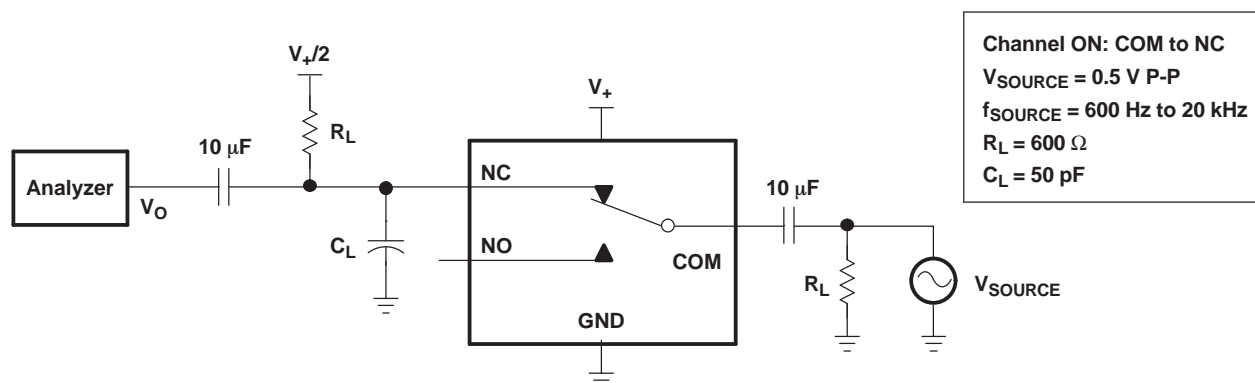 V+/2
V+
RL
10 μF
Analyzer
VO
CL
NC
NO
COM
GND
10 μF
RL
VSOURCE
Channel ON: COM to NC
VSOURCE = 0.5 V P-P
fSOURCE = 600 Hz to 20 kHz
RL = 600 Ω
CL = 50 pF